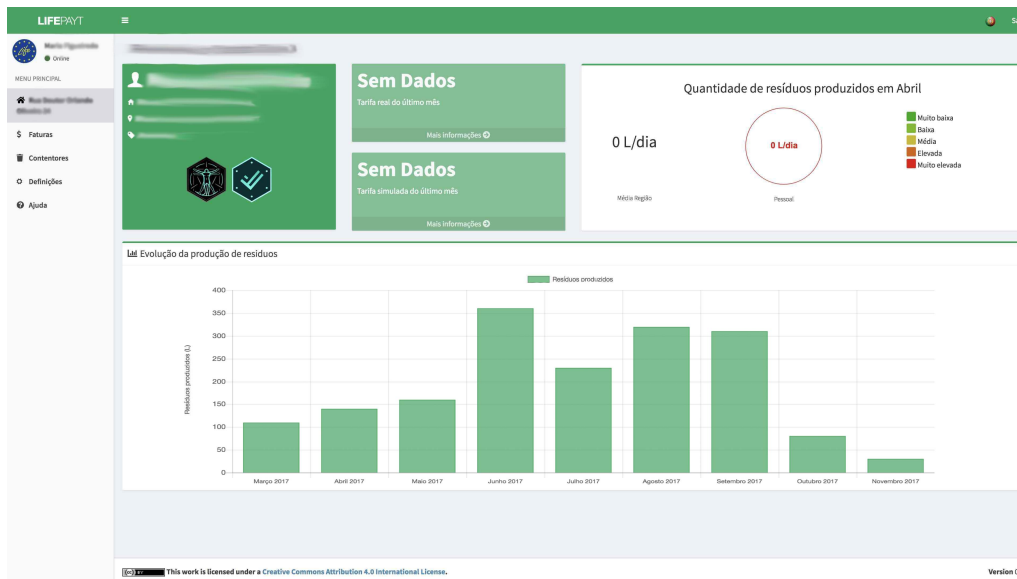 LIFEPAYT
Online
MENU PRINCIPAL
Faturas
Contentores
Definições
Ajuda
Sem Dados
Tarifa real do último mês
Mais Informações
Sem Dados
Tarifa simulada do último mês
Mais Informações
Quantidade de resíduos produzidos em Abril
0 L/dia
Média Região
0 L/dia
Pessoal
Muito baixa
Baixa
Média
Elevada
Muito elevada
Evolução da produção de residuos
Resíduos produzidos
Resíduos produzidos (L)
400
350
300
250
200
150
100
50
0
Março 2017 Abril 2017 Maio 2017 Junho 2017 Julho 2017 Agosto 2017 Setembro 2017 Outubro 2017 Novembro 2017
This work is licensed under a Creative Commons Attribution 4.0 International License.
Version